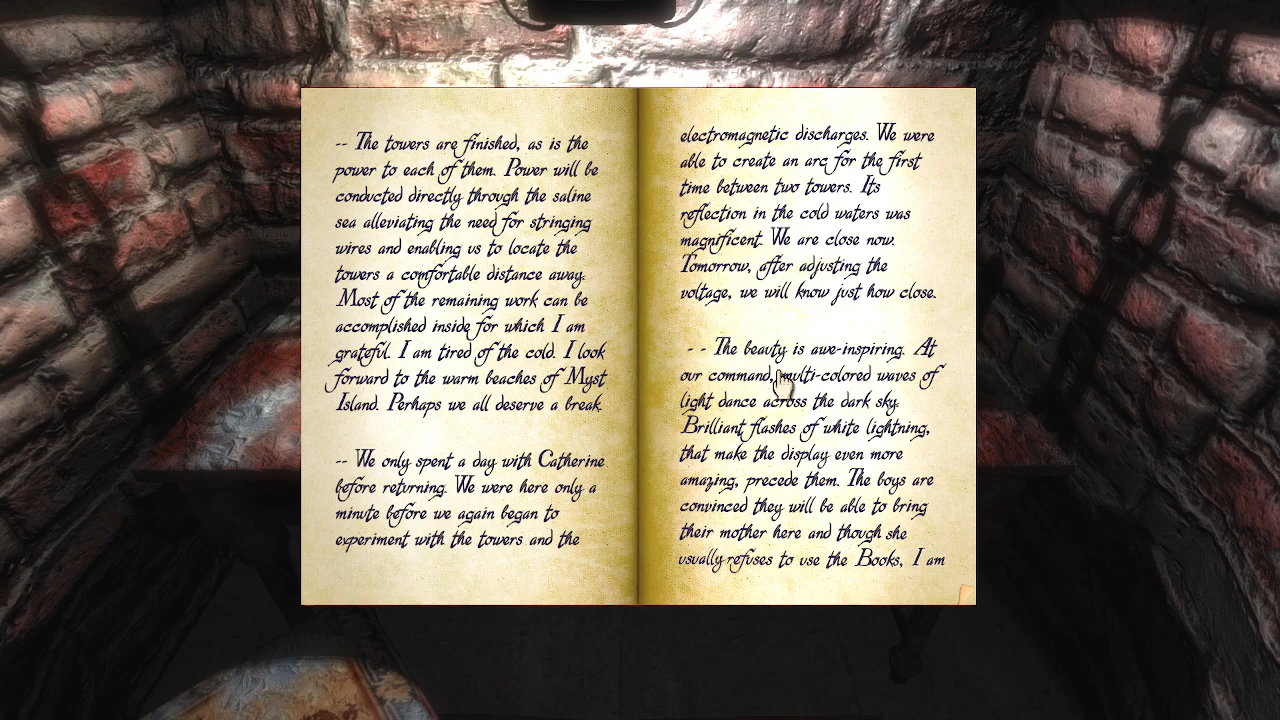 -- The towers are finished, as is the
power to each of them. Power will be
conducted directly through the saline
sea alleviating the need for stringing
wires and enabling us to locate the
towers a comfortable distance away.
Most of the remaining work can be
accomplished inside for which I am
grateful. I am tired of the cold. I look
forward to the warm beaches of Myst
Island. Perhaps we all deserve a break.
-- We only spent a day with Catherine
before returning. We were here only a
minute before we again began to
experiment with the towers and the
electromagnetic discharges. We were
able to create an arc for the first
time between two towers. Its
reflection in the cold waters was
magnificent. We are close now.
Tomorrow, after adjusting the
voltage, we will know just how close.
- - The beauty is awe-inspiring. At
our command, multi-colored waves of
light dance across the dark sky.
Brilliant flashes of white lightning,
that make the display even more
amazing, precede them. The boys are
convinced they will be able to bring
their mother here and though she
usually refuses to use the Books, I am